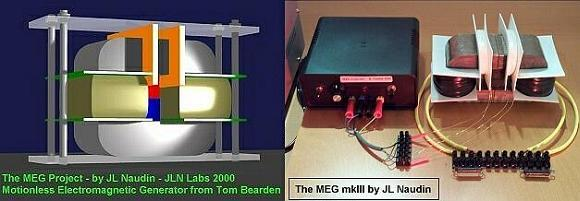 The MEG Project - by JL Naudin - JLN Labs 2000
Motionless Electromagnetic Generator from Tom Bearden
The MEG mkIII by JL Naudin